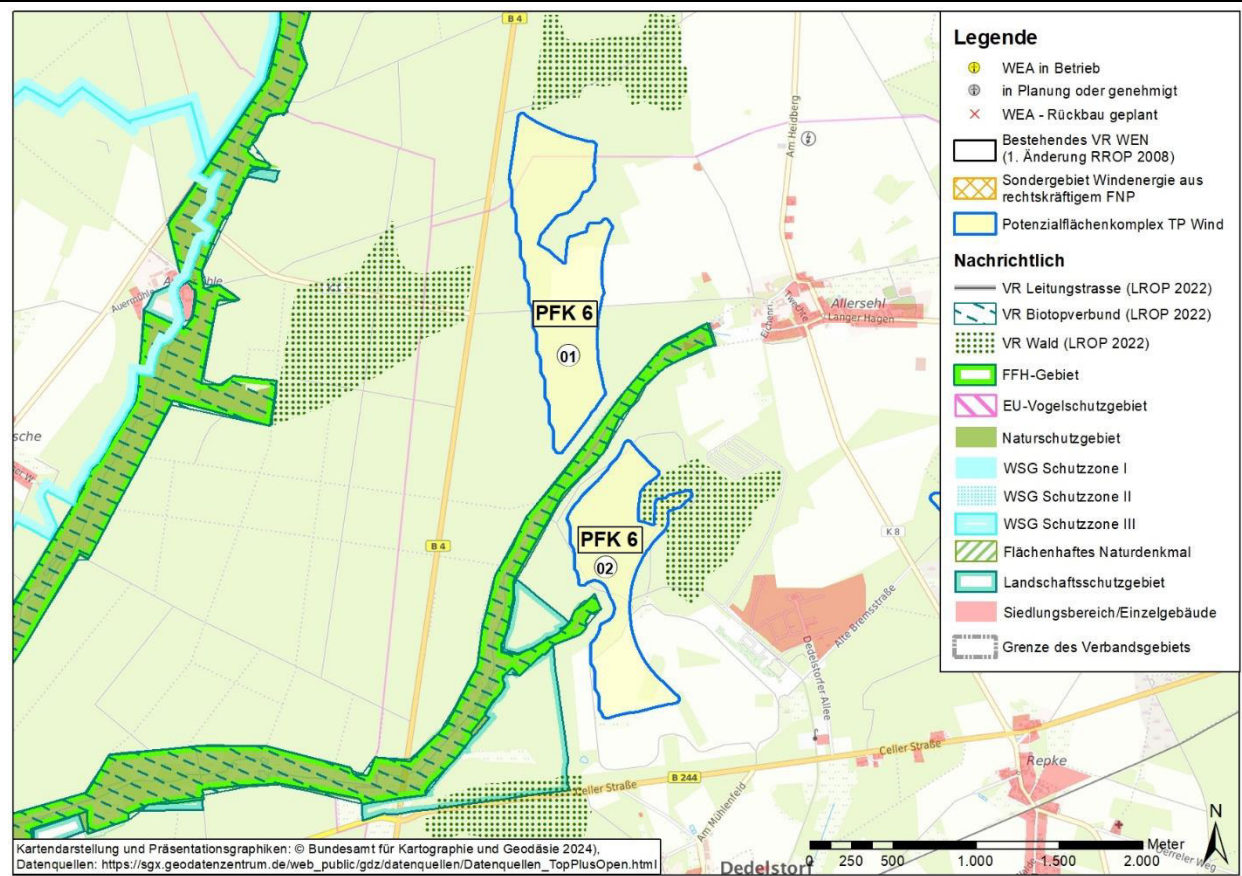 B 4
Legende
WEA in Betrieb
in Planung oder genehmigt
WEA - Rückbau geplant
Bestehendes VR WEN
(1. Änderung RROP 2008)
Sondergebiet Windenergie aus
rechtskräftigem FNP
Potenzialflächenkomplex TP Wind
Nachrichtlich
VR Leitungstrasse (LROP 2022)
VR Biotopverbund (LROP 2022)
VR Wald (LROP 2022)
FFH-Gebiet
EU-Vogelschutzgebiet
Naturschutzgebiet
WSG Schutzzone I
WSG Schutzzone II
WSG Schutzzone III
Flächenhaftes Naturdenkmal
Landschaftsschutzgebiet
Siedlungsbereich/Einzelgebäude
Grenze des Verbandsgebiets
Am Heidberg
Auermühle
PFK 6
01
Twechte
Allersehl
Langer Hagen
sche
PFK 6
02
B 4
K 8
Alte Bremsstraße
Dedelstorfer Allee
Celler Straße
B 244
Celler Straße
Repke
Am Mühlenfeld
Dedelstorf
N
0 250 500 1.000 1.500 2.000 Meter
Kartendarstellung und Präsentationsgraphiken: © Bundesamt für Kartographie und Geodäsie 2024),
Datenquellen: https://sgx.geodatenzentrum.de/web_public/gdz/datenquellen/Datenquellen_TopPlusOpen.html